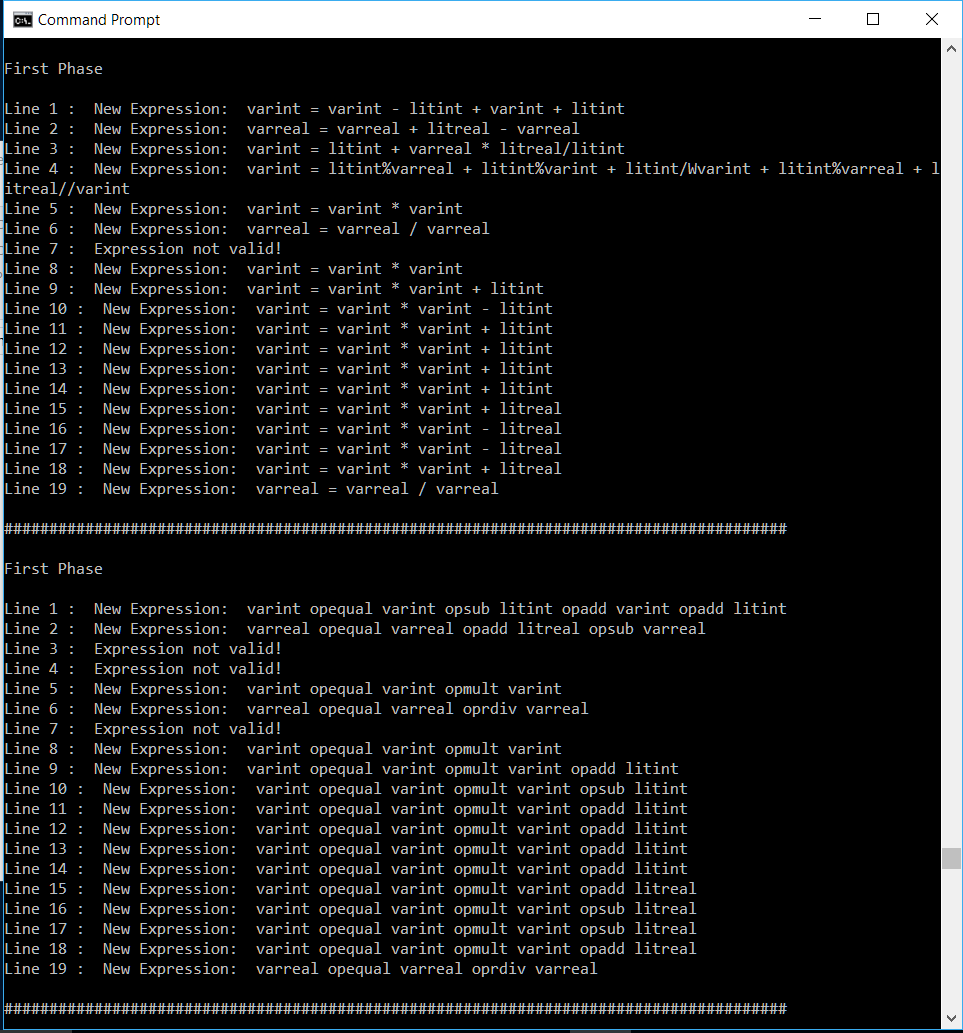 Command Prompt
First Phase
Line 1 :  New Expression:  varint = varint - litint + varint + litint
Line 2 :  New Expression:  varreal = varreal + litreal - varreal
Line 3 :  New Expression:  varint = litint + varreal * litreal/litint
Line 4 :  New Expression:  varint = litint%varreal + litint%varint + litint/Wvarint + litint%varreal + l
itreal//varint
Line 5 :  New Expression:  varint = varint * varint
Line 6 :  New Expression:  varreal = varreal / varreal
Line 7 :  Expression not valid!
Line 8 :  New Expression:  varint = varint * varint
Line 9 :  New Expression:  varint = varint * varint + litint
Line 10 :  New Expression:  varint = varint * varint - litint
Line 11 :  New Expression:  varint = varint * varint + litint
Line 12 :  New Expression:  varint = varint * varint + litint
Line 13 :  New Expression:  varint = varint * varint + litint
Line 14 :  New Expression:  varint = varint * varint + litint
Line 15 :  New Expression:  varint = varint * varint + litreal
Line 16 :  New Expression:  varint = varint * varint - litreal
Line 17 :  New Expression:  varint = varint * varint - litreal
Line 18 :  New Expression:  varint = varint * varint + litreal
Line 19 :  New Expression:  varreal = varreal / varreal
#######################################################################################
First Phase
Line 1 :  New Expression:  varint opequal varint opsub litint opadd varint opadd litint
Line 2 :  New Expression:  varreal opequal varreal opadd litreal opsub varreal
Line 3 :  Expression not valid!
Line 4 :  Expression not valid!
Line 5 :  New Expression:  varint opequal varint opmult varint
Line 6 :  New Expression:  varreal opequal varreal oprdiv varreal
Line 7 :  Expression not valid!
Line 8 :  New Expression:  varint opequal varint opmult varint
Line 9 :  New Expression:  varint opequal varint opmult varint opadd litint
Line 10 :  New Expression:  varint opequal varint opmult varint opsub litint
Line 11 :  New Expression:  varint opequal varint opmult varint opadd litint
Line 12 :  New Expression:  varint opequal varint opmult varint opadd litint
Line 13 :  New Expression:  varint opequal varint opmult varint opadd litint
Line 14 :  New Expression:  varint opequal varint opmult varint opadd litint
Line 15 :  New Expression:  varint opequal varint opmult varint opadd litreal
Line 16 :  New Expression:  varint opequal varint opmult varint opsub litreal
Line 17 :  New Expression:  varint opequal varint opmult varint opsub litreal
Line 18 :  New Expression:  varint opequal varint opmult varint opadd litreal
Line 19 :  New Expression:  varreal opequal varreal oprdiv varreal
#######################################################################################